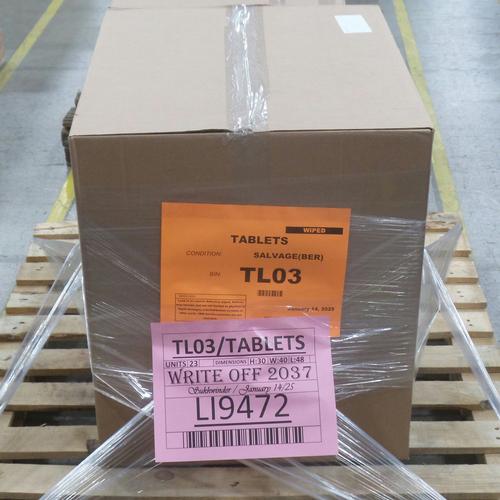 WIPED
TABLETS
CONDITION: SALVAGE(BER)
BIN: TL03
January 14, 2025
TL03/TABLETS
UNITS 23 DIMENSIONS H:30 W:40 L:48
WRITE OFF 2037
Sukhwinder / January 14/25
LI9472